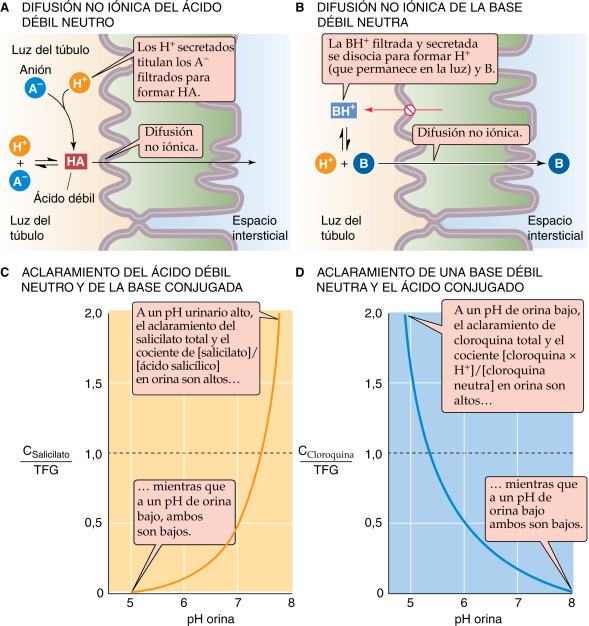 A DIFUSIÓN NO IÓNICA DEL ÁCIDO
DÉBIL NEUTRO
Luz del túbulo
Anión
A⁻
H⁺
Los H⁺ secretados
titulan los A⁻
filtrados para
formar HA.
Difusión
no iónica.
H⁺
+
A⁻
HA
Ácido débil
Luz del
túbulo
Espacio
intersticial
B DIFUSIÓN NO IÓNICA DE LA BASE
DÉBIL NEUTRA
La BH⁺ filtrada y secretada
se disocia para formar H⁺
(que permanece en la luz) y B.
BH⁺
Difusión no iónica.
H⁺ + B
B
Luz del
túbulo
Espacio
intersticial
C ACLARAMIENTO DEL ÁCIDO DÉBIL
NEUTRO Y DE LA BASE CONJUGADA
A un pH urinario alto,
el aclaramiento del
salicilato total y el
cociente de [salicilato]/
[ácido salicílico]
en orina son altos…
2,0
1,5
1,0
0,5
0
C Salicilato
TFG
… mientras que
a un pH de orina
bajo, ambos
son bajos.
5 6 7 8
pH orina
D ACLARAMIENTO DE UNA BASE DÉBIL
NEUTRA Y EL ÁCIDO CONJUGADO
A un pH de orina bajo,
el aclaramiento de
cloroquina total y el
cociente [cloroquina ×
H⁺]/[cloroquina
neutra] en orina son
altos…
2,0
1,5
1,0
0,5
0
C Cloroquina
TFG
… mientras que
a un pH de
orina bajo
ambos son bajos.
5 6 7 8
pH orina